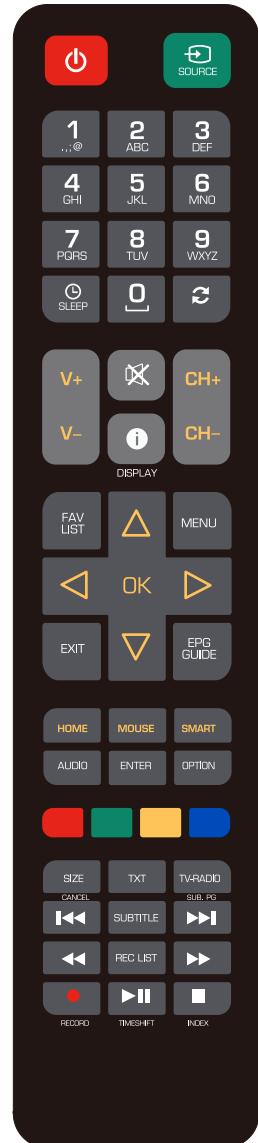 SOURCE
1 2 3
.,;@ ABC DEF
4 5 6
GHI JKL MNO
7 8 9
PQRS TUV WXYZ
0
SLEEP
V+ CH+
V− CH−
DISPLAY
FAV LIST
MENU
OK
EXIT
EPG GUIDE
HOME MOUSE SMART
AUDIO ENTER OPTION
SIZE TXT TV-RADIO
CANCEL SUB. PG
SUBTITLE
REC LIST
RECORD TIMESHIFT INDEX